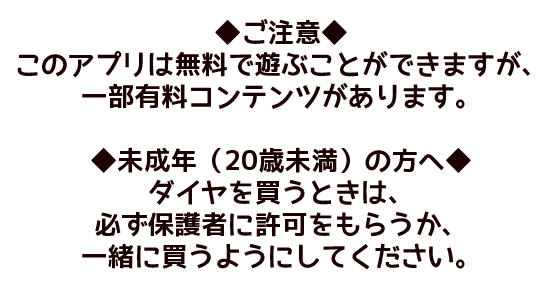 ◆ご注意◆
このアプリは無料で遊ぶことができますが、
一部有料コンテンツがあります。
◆未成年（20歳未満）の方へ◆
ダイヤを買うときは、
必ず保護者に許可をもらうか、
一緒に買うようにしてください。